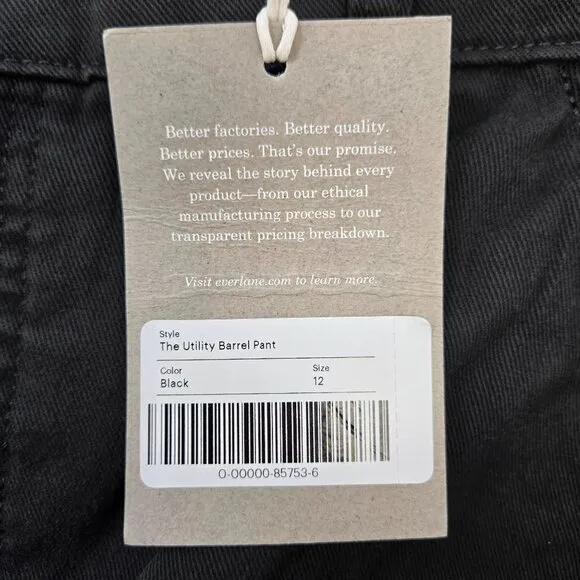 Better factories. Better quality.
Better prices. That's our promise.
We reveal the story behind every
product—from our ethical
manufacturing process to our
transparent pricing breakdown.
Visit everlane.com to learn more.
Style
The Utility Barrel Pant
Color Size
Black 12
0-00000-85753-6